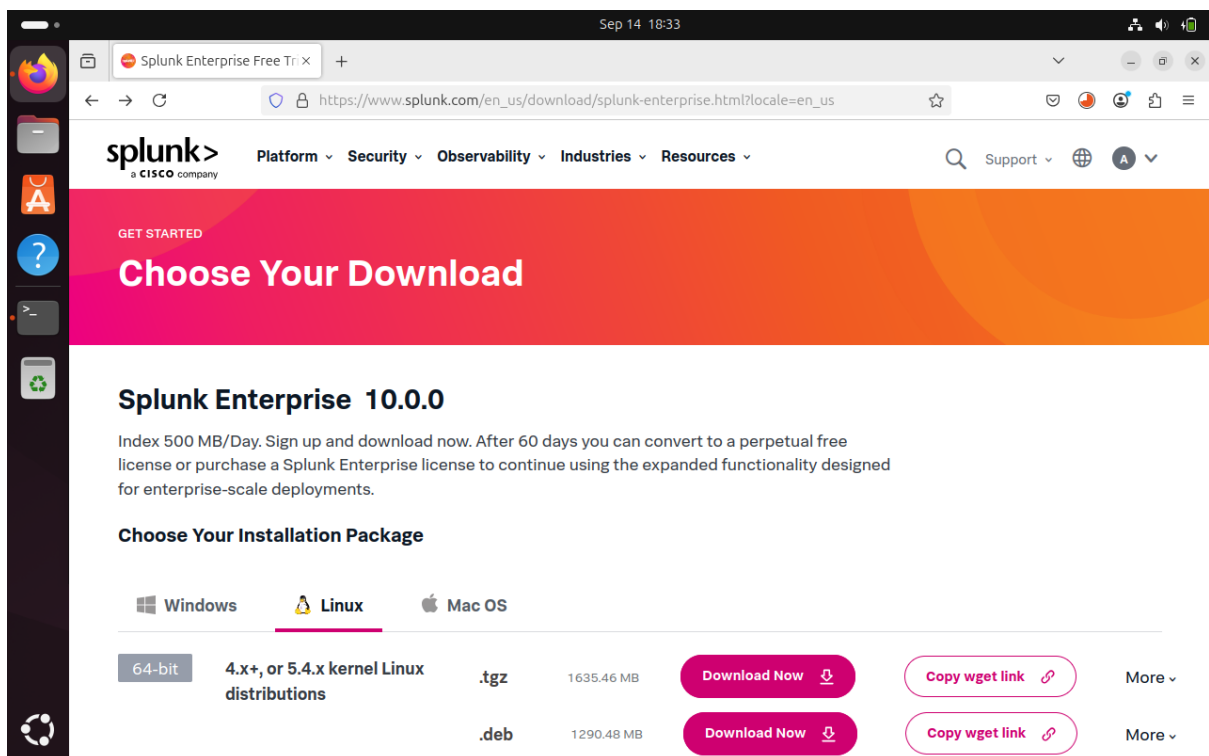 Sep 14 18:33
Splunk Enterprise Free Tri
https://www.splunk.com/en_us/download/splunk-enterprise.html?locale=en_us
splunk>
a CISCO company
Platform Security Observability Industries Resources
Support
A
GET STARTED
Choose Your Download
Splunk Enterprise 10.0.0
Index 500 MB/Day. Sign up and download now. After 60 days you can convert to a perpetual free
license or purchase a Splunk Enterprise license to continue using the expanded functionality designed
for enterprise-scale deployments.
Choose Your Installation Package
Windows Linux Mac OS
64-bit 4.x+, or 5.4.x kernel Linux .tgz 1635.46 MB Download Now Copy wget link More
distributions
.deb 1290.48 MB Download Now Copy wget link More